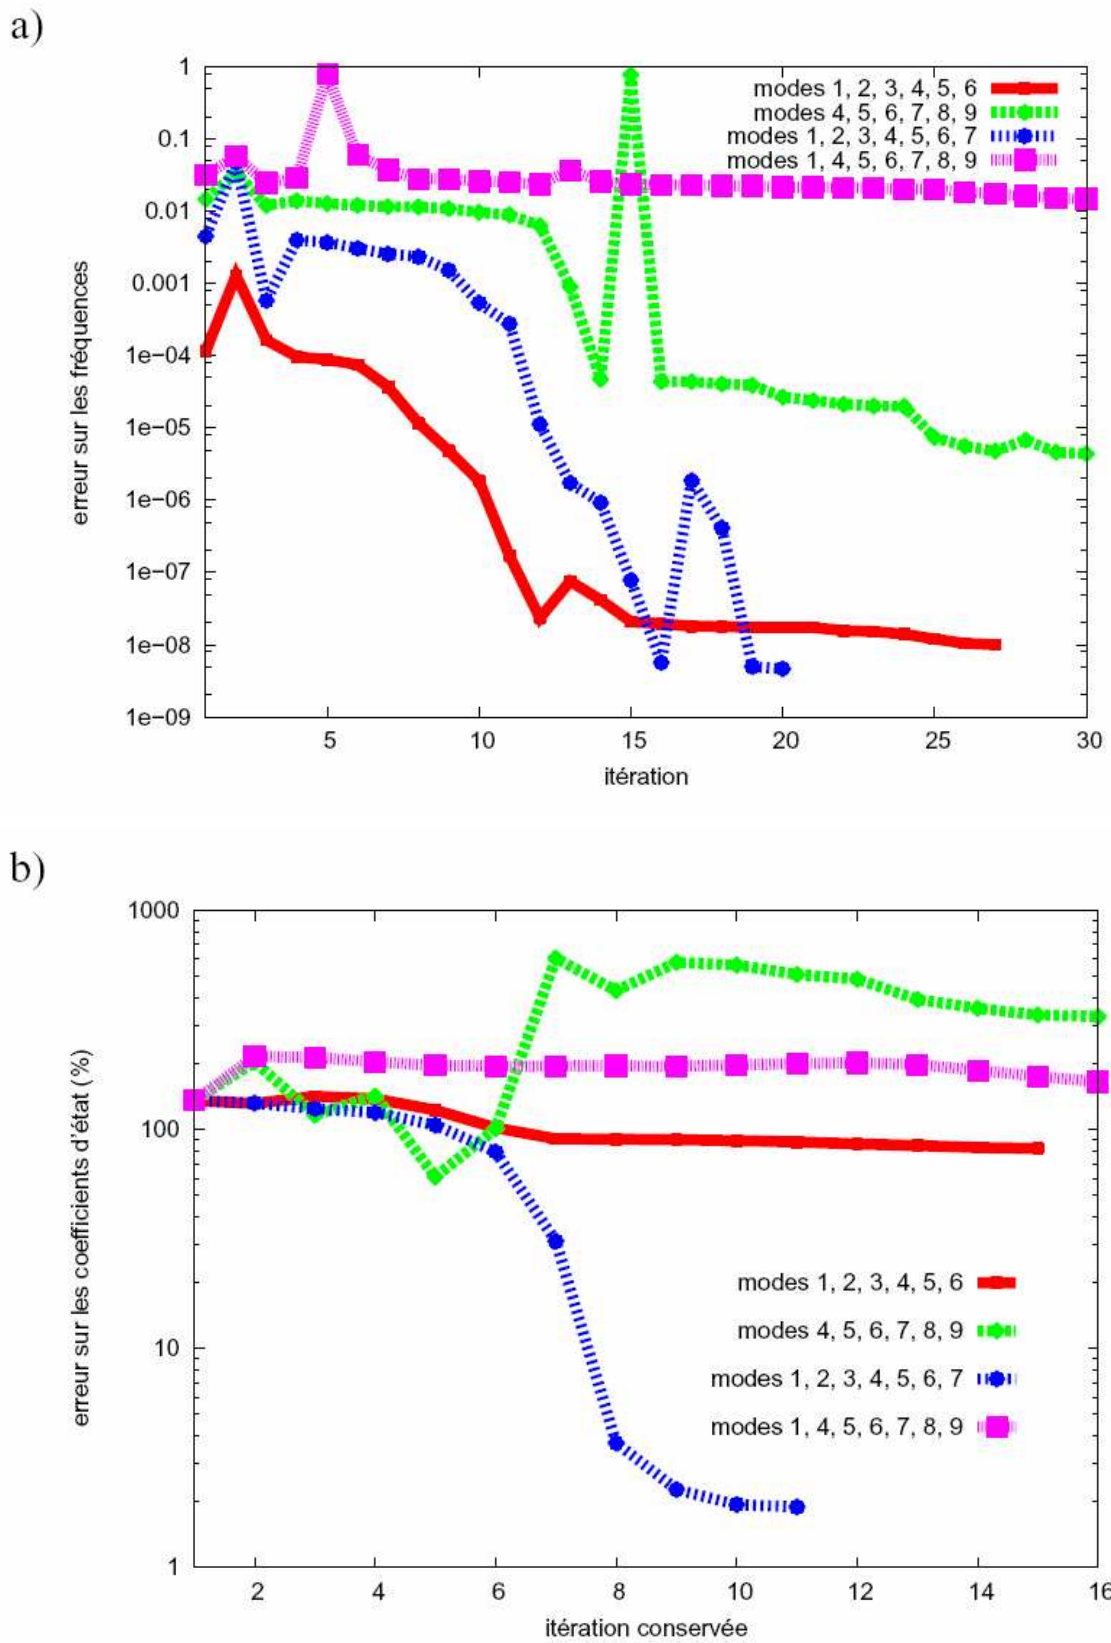 a)
1
0.1
0.01
0.001
1e−04
1e−05
1e−06
1e−07
1e−08
1e−09
erreur sur les fréquences
modes 1, 2, 3, 4, 5, 6
modes 4, 5, 6, 7, 8, 9
modes 1, 2, 3, 4, 5, 6, 7
modes 1, 4, 5, 6, 7, 8, 9
5 10 15 20 25 30
itération
b)
1000
100
10
1
erreur sur les coefficients d'état (%)
modes 1, 2, 3, 4, 5, 6
modes 4, 5, 6, 7, 8, 9
modes 1, 2, 3, 4, 5, 6, 7
modes 1, 4, 5, 6, 7, 8, 9
2 4 6 8 10 12 14 16
itération conservée